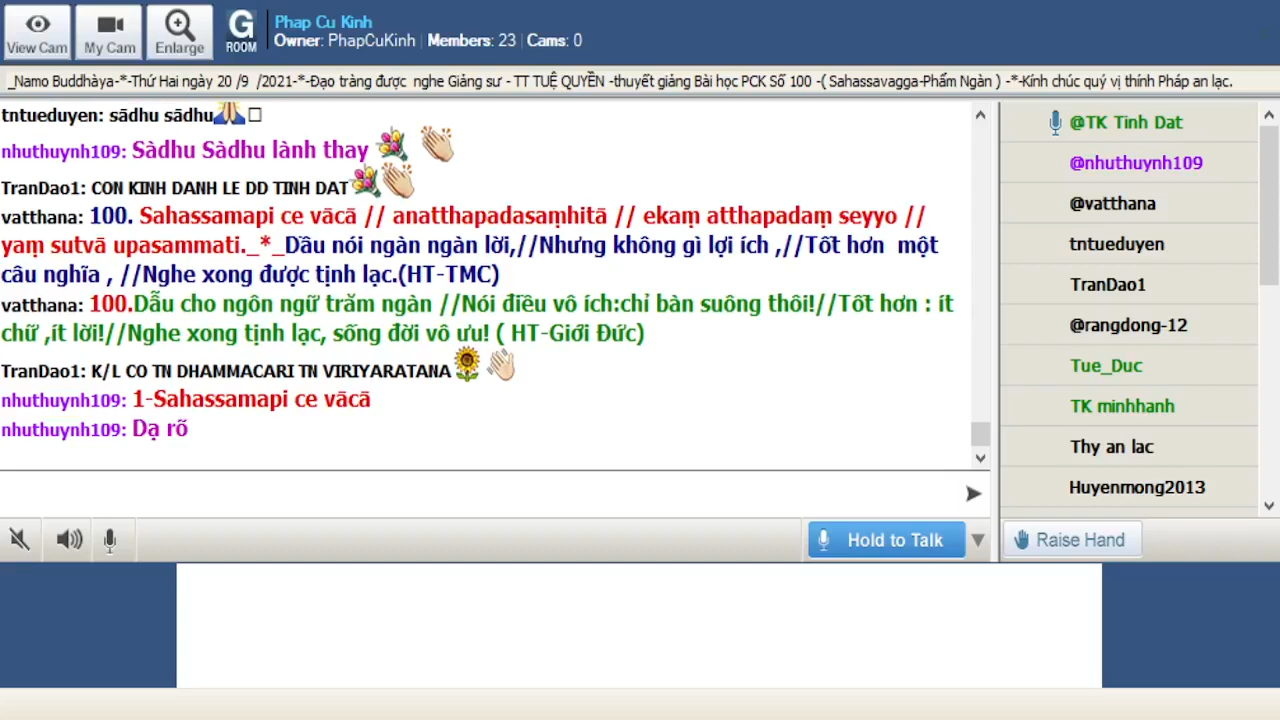 View Cam
My Cam
Enlarge
G
ROOM
Phap Cu Kinh
Owner: PhapCuKinh | Members: 23 | Cams: 0
_Namo Buddhàya-*-Thứ Hai ngày 20 /9 /2021-*-Đạo tràng được nghe Giảng sư - TT TUỆ QUYỀN -thuyết giảng Bài học PCK Số 100 -( Sahassavagga-Phẩm Ngàn ) -*-Kính chúc quý vị thính Pháp an lạc.
tntueduyen: sādhu sādhu🙏
nhuthuynh109: Sàdhu Sàdhu lành thay
TranDao1: CON KINH DANH LE DD TINH DAT
vatthana: 100. Sahassamapi ce vācā // anatthapadasaṃhitā // ekaṃ atthapadaṃ seyyo //
yaṃ sutvā upasammati._*_Dầu nói ngàn ngàn lời,//Nhưng không gì lợi ích ,//Tốt hơn một
câu nghĩa , //Nghe xong được tịnh lạc.(HT-TMC)
vatthana: 100.Dẫu cho ngôn ngữ trăm ngàn //Nói điều vô ích:chỉ bàn suông thôi!//Tốt hơn : ít
chữ ,ít lời!//Nghe xong tịnh lạc, sống đời vô ưu! ( HT-Giới Đức)
TranDao1: K/L CO TN DHAMMACARI TN VIRIYARATANA
nhuthuynh109: 1-Sahassamapi ce vācā
nhuthuynh109: Dạ rõ
@TK Tinh Dat
@nhuthuynh109
@vatthana
tntueduyen
TranDao1
@rangdong-12
Tue_Duc
TK minhhanh
Thy an lac
Huyenmong2013
Hold to Talk
Raise Hand